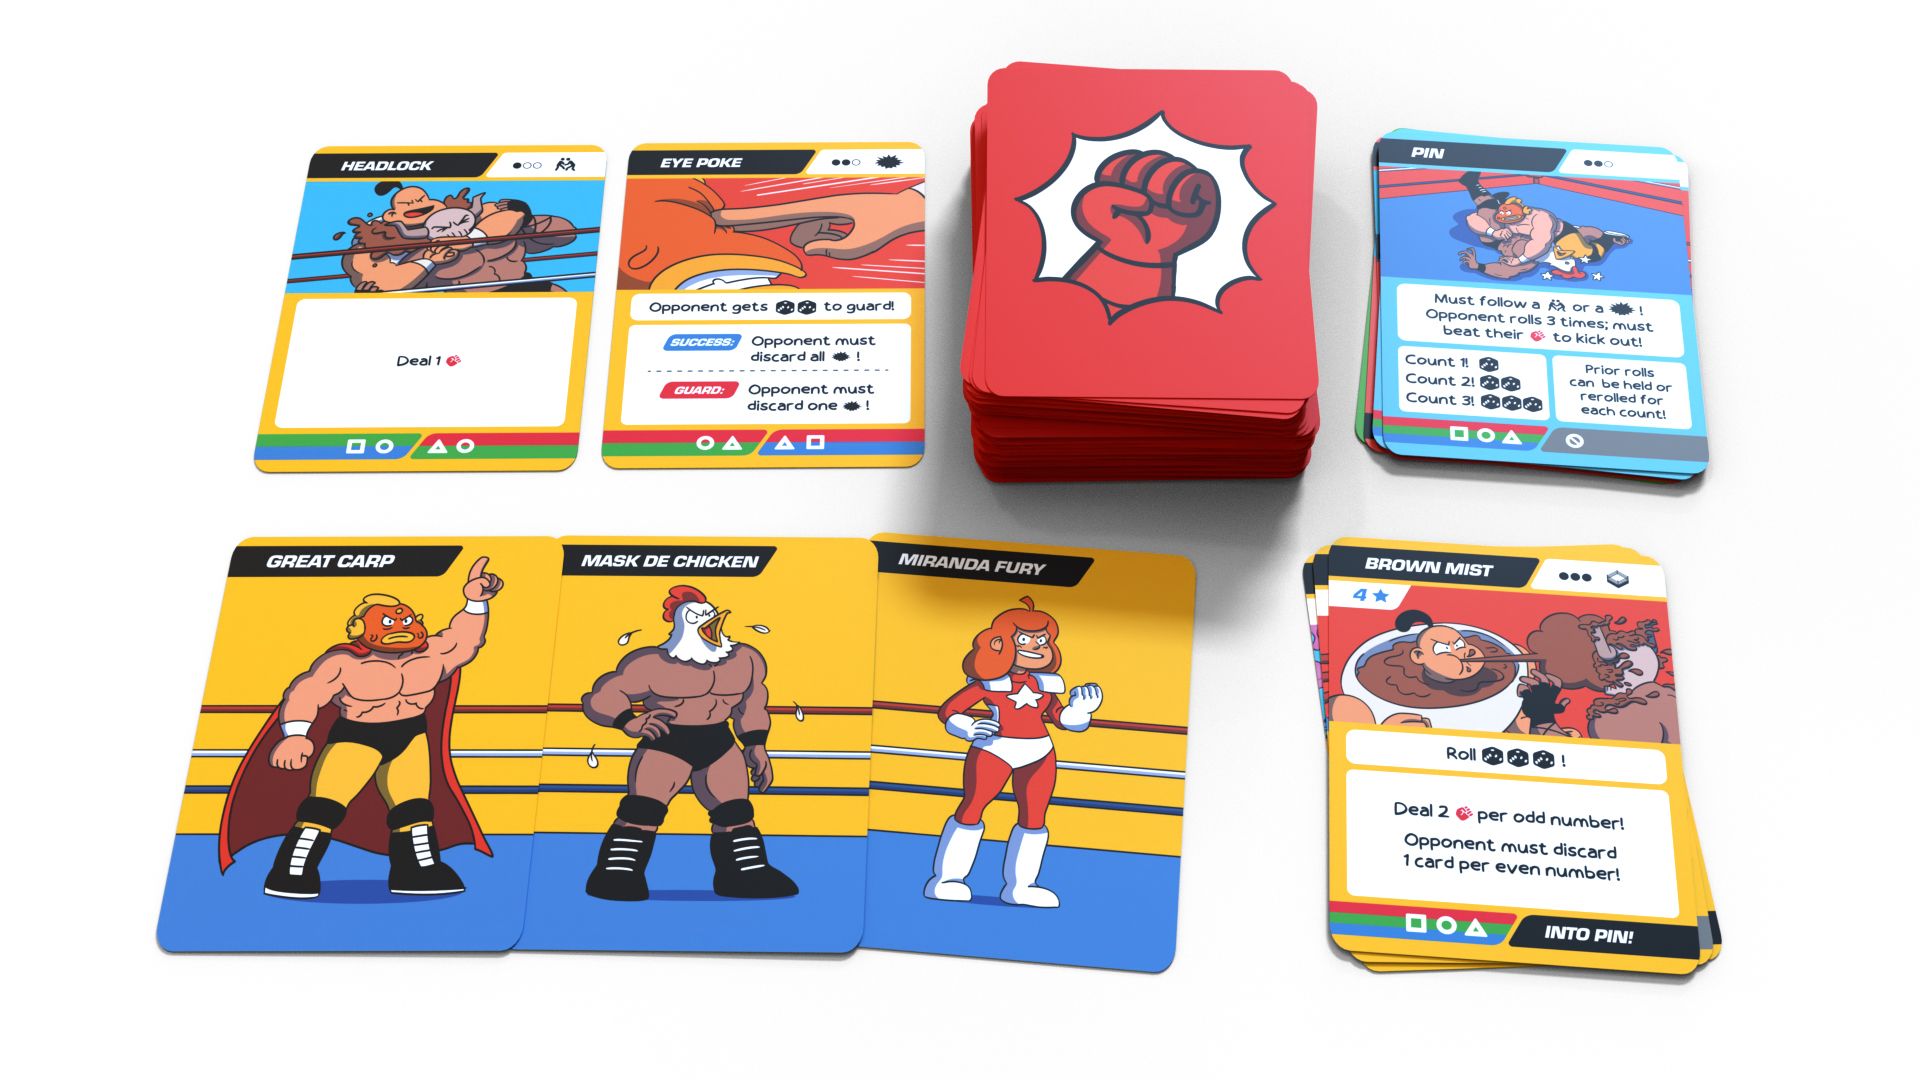 HEADLOCK
Deal 1
EYE POKE
Opponent gets to guard!
SUCCESS: Opponent must
discard all !
GUARD: Opponent must
discard one !
PIN
Must follow a or a !
Opponent rolls 3 times; must
beat their to kick out!
Count 1!
Count 2!
Count 3!
Prior rolls
can be held or
rerolled for
each count!
GREAT CARP
MASK DE CHICKEN
MIRANDA FURY
BROWN MIST
4
Roll !
Deal 2 per odd number!
Opponent must discard
1 card per even number!
INTO PIN!